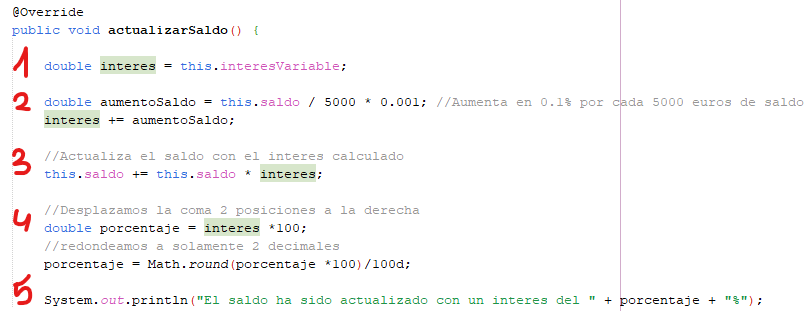 @Override
public void actualizarSaldo() {
1 double interes = this.interesVariable;
2 double aumentoSaldo = this.saldo / 5000 * 0.001; //Aumenta en 0.1% por cada 5000 euros de saldo
interes += aumentoSaldo;
3 //Actualiza el saldo con el interes calculado
this.saldo += this.saldo * interes;
4 //Desplazamos la coma 2 posiciones a la derecha
double porcentaje = interes *100;
//redondeamos a solamente 2 decimales
porcentaje = Math.round(porcentaje *100)/100d;
5 System.out.println("El saldo ha sido actualizado con un interes del " + porcentaje + "%");